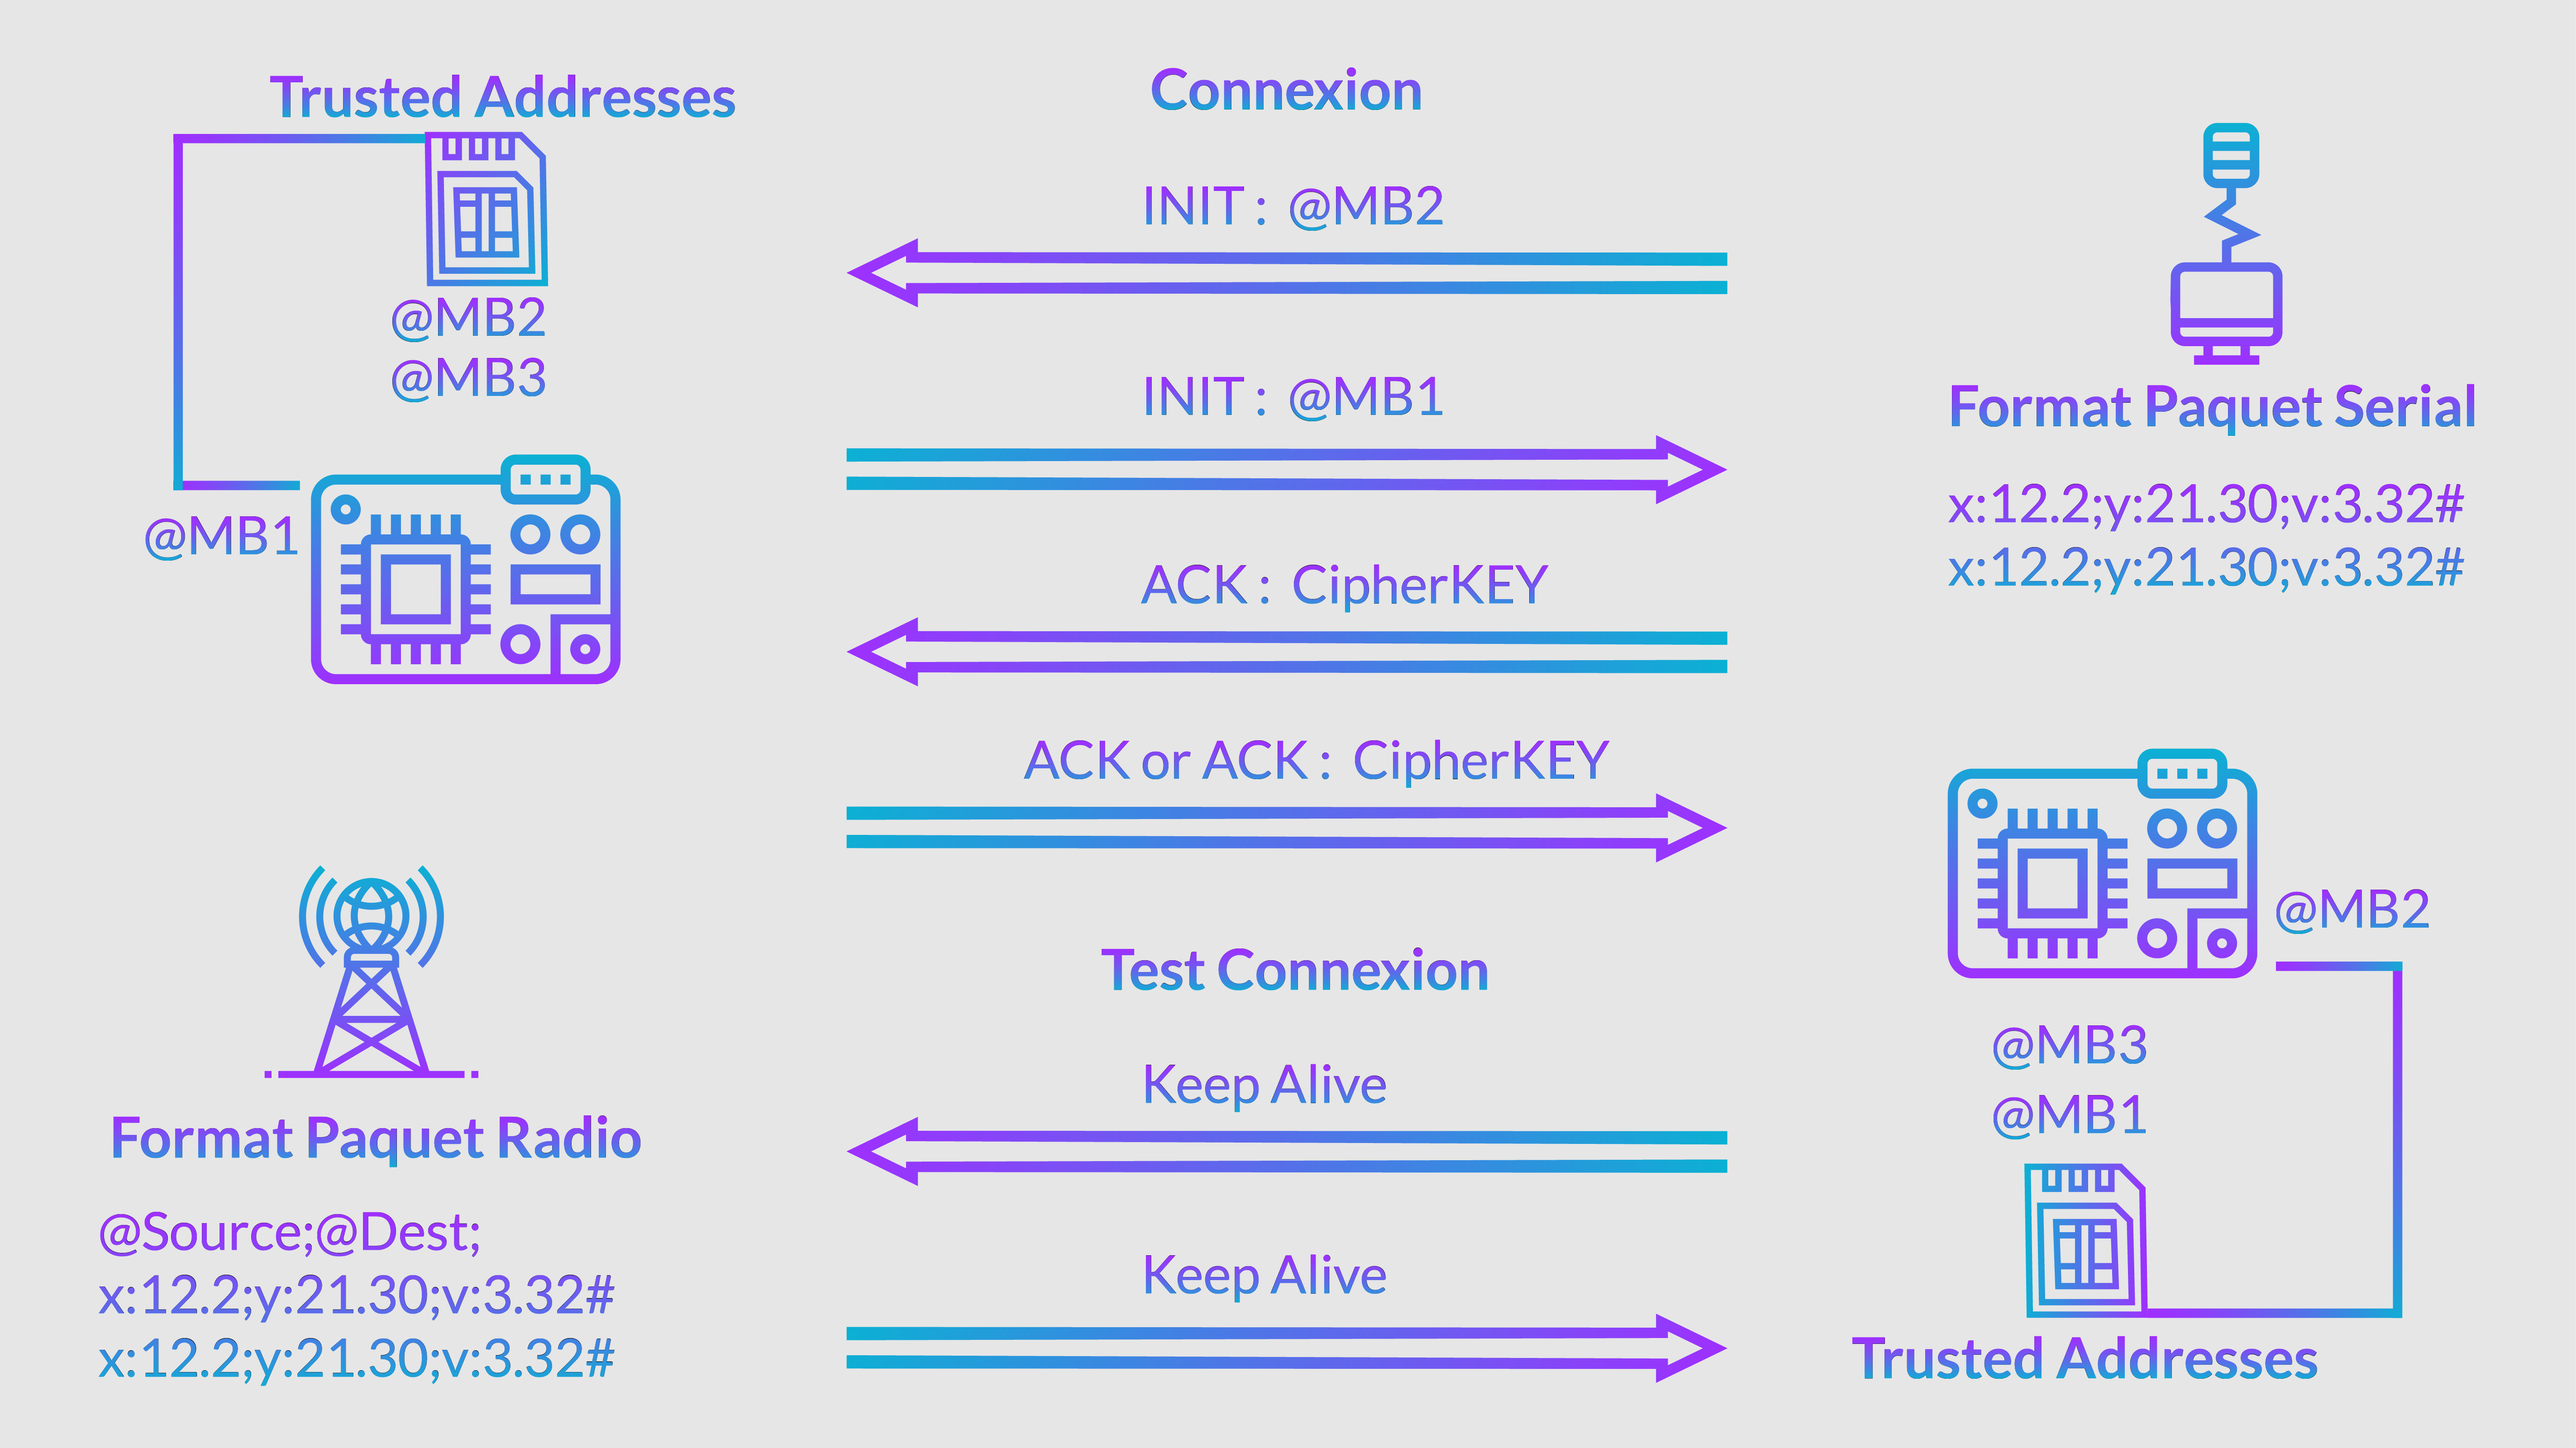 Trusted Addresses
@MB2
@MB3
@MB1
Format Paquet Radio
@Source;@Dest;
x:12.2;y:21.30;v:3.32#
x:12.2;y:21.30;v:3.32#
Connexion
INIT : @MB2
INIT : @MB1
ACK : CipherKEY
ACK or ACK : CipherKEY
Test Connexion
Keep Alive
Keep Alive
Format Paquet Serial
x:12.2;y:21.30;v:3.32#
x:12.2;y:21.30;v:3.32#
@MB2
@MB3
@MB1
Trusted Addresses